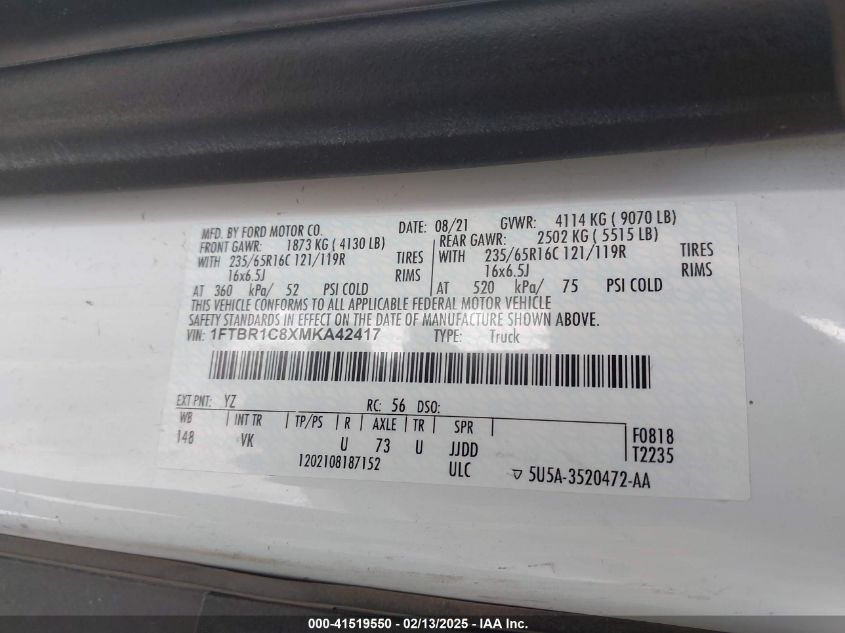 MFD. BY FORD MOTOR CO. DATE: 08/21 GVWR: 4114 KG ( 9070 LB)
FRONT GAWR: 1873 KG ( 4130 LB) REAR GAWR: 2502 KG ( 5515 LB)
WITH 235/65R16C 121/119R TIRES WITH 235/65R16C 121/119R TIRES
16x6.5J RIMS 16x6.5J RIMS
AT 360 kPa/ 52 PSI COLD AT 520 kPa/ 75 PSI COLD
THIS VEHICLE CONFORMS TO ALL APPLICABLE FEDERAL MOTOR VEHICLE
SAFETY STANDARDS IN EFFECT ON THE DATE OF MANUFACTURE SHOWN ABOVE.
VIN: 1FTBR1C8XMKA42417 TYPE: Truck
EXT PNT: YZ RC: 56 DSO:
WB INT TR TP/PS R AXLE TR SPR F0818
148 VK U 73 U JJDD T2235
1202108187152 ULC 5U5A-3520472-AA
000-41519550 - 02/13/2025 - IAA Inc.